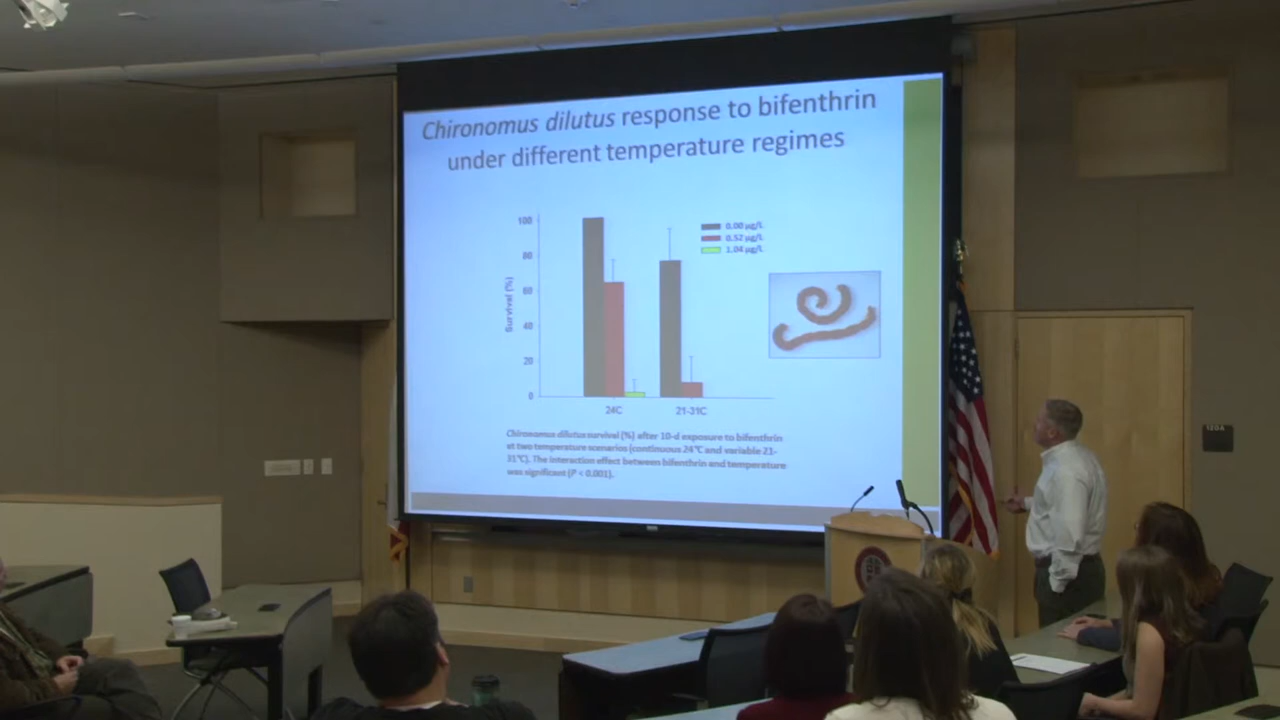 Chironomus dilutus response to bifenthrin
under different temperature regimes
100
80
60
40
20
0
Survival (%)
0.00 µg/L
0.52 µg/L
1.04 µg/L
24C
21-31C
Chironomus dilutus survival (%) after 10-d exposure to bifenthrin
at two temperature scenarios (continuous 24°C and variable 21-
31°C). The interaction effect between bifenthrin and temperature
was significant (P < 0.001).
120A